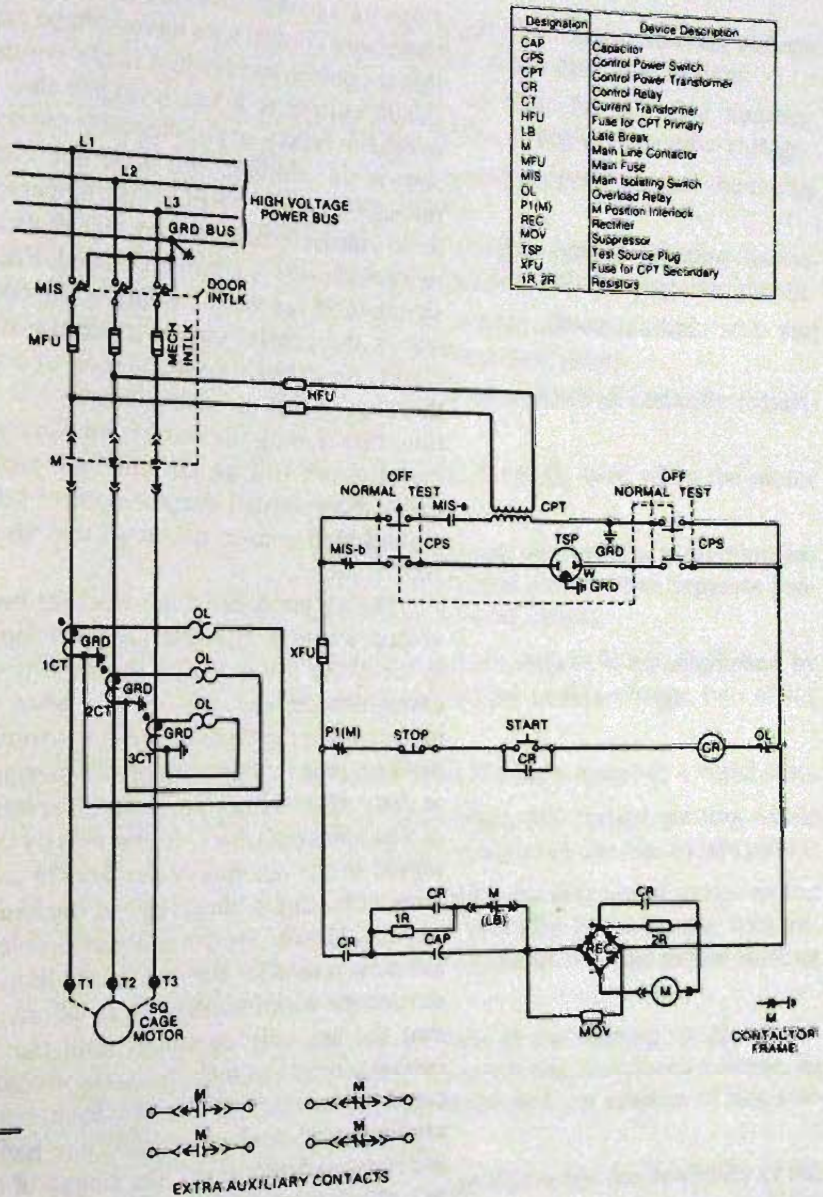 Designation Device Description
CAP Capacitor
CPS Control Power Switch
CPT Control Power Transformer
CR Control Relay
CT Current Transformer
HFU Fuse for CPT Primary
LB Late Break
M Main Line Contactor
MFU Main Fuse
MIS Main Isolating Switch
OL Overload Relay
P1(M) M Position Interlock
REC Rectifier
MOV Suppressor
TSP Test Source Plug
XFU Fuse for CPT Secondary
1R, 2R Resistors
L1
L2
L3
GRD BUS
HIGH VOLTAGE
POWER BUS
MIS
DOOR
INTLK
MFU
MECH
INTLK
HFU
M
OFF
NORMAL TEST
MIS-a
CPT
OFF
NORMAL TEST
MIS-b
CPS
TSP
GRD
CPS
W
GRD
OL
GRD
1CT
XFU
OL
GRD
2CT
OL
GRD
3CT
P1(M)
STOP
START
CR
CR
OL
CR
M
(LB)
1R
CR
CAP
CR
2R
REC
M
MOV
T1
T2
T3
SQ
CAGE
MOTOR
M
CONTACTOR
FRAME
M
M
M
M
EXTRA AUXILIARY CONTACTS